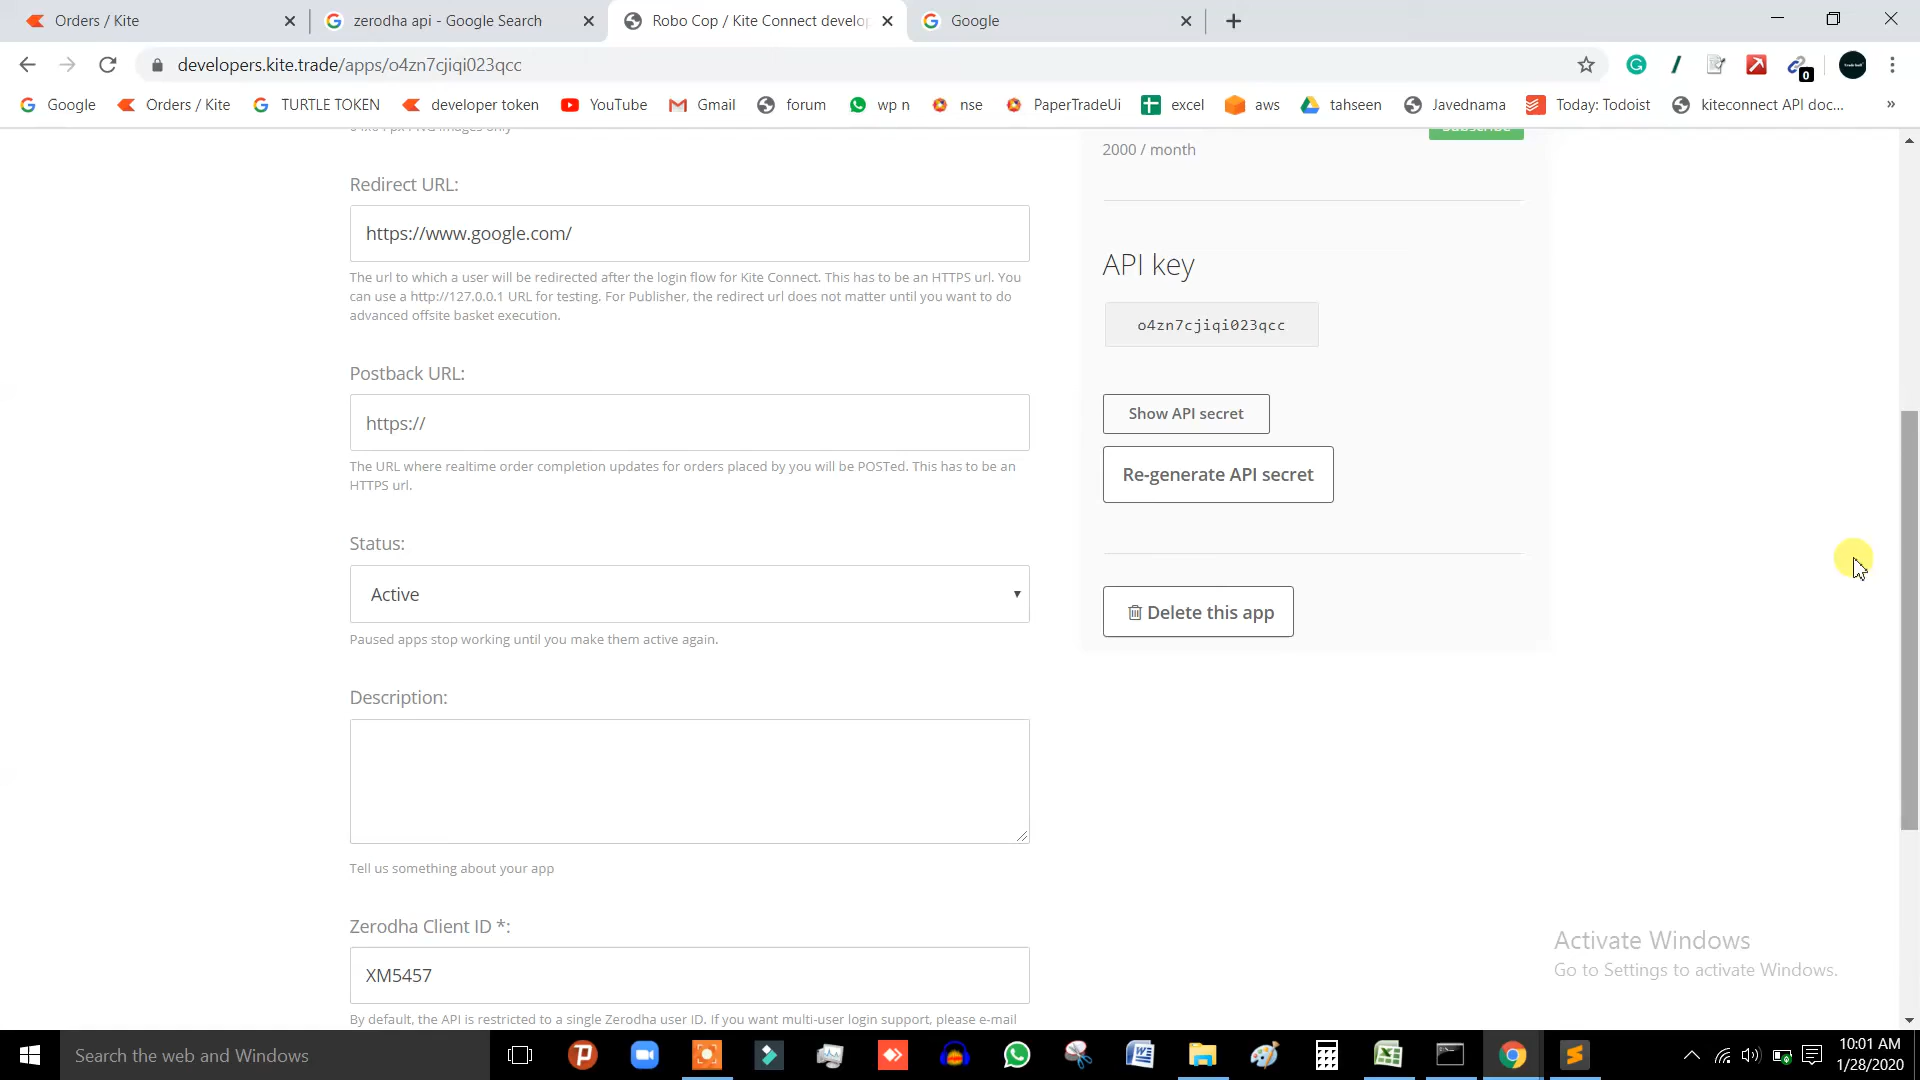 Orders / Kite
zerodha api - Google Search
Robo Cop / Kite Connect develop
Google
developers.kite.trade/apps/o4zn7cjiqi023qcc
0
Google
Orders / Kite
TURTLE TOKEN
developer token
YouTube
Gmail
forum
wp n
nse
PaperTradeUi
excel
aws
tahseen
Javednama
Today: Todoist
kiteconnect API doc...
»
Subscribe
2000 / month
Redirect URL:
https://www.google.com/
The url to which a user will be redirected after the login flow for Kite Connect. This has to be an HTTPS url. You
can use a http://127.0.0.1 URL for testing. For Publisher, the redirect url does not matter until you want to do
advanced offsite basket execution.
API key
o4zn7cjiqi023qcc
Postback URL:
https://
Show API secret
The URL where realtime order completion updates for orders placed by you will be POSTed. This has to be an
HTTPS url.
Re-generate API secret
Status:
Active
Paused apps stop working until you make them active again.
Delete this app
Description:
Tell us something about your app
Zerodha Client ID *:
XM5457
By default, the API is restricted to a single Zerodha user ID. If you want multi-user login support, please e-mail
Activate Windows
Go to Settings to activate Windows.
Search the web and Windows
10:01 AM
1/28/2020